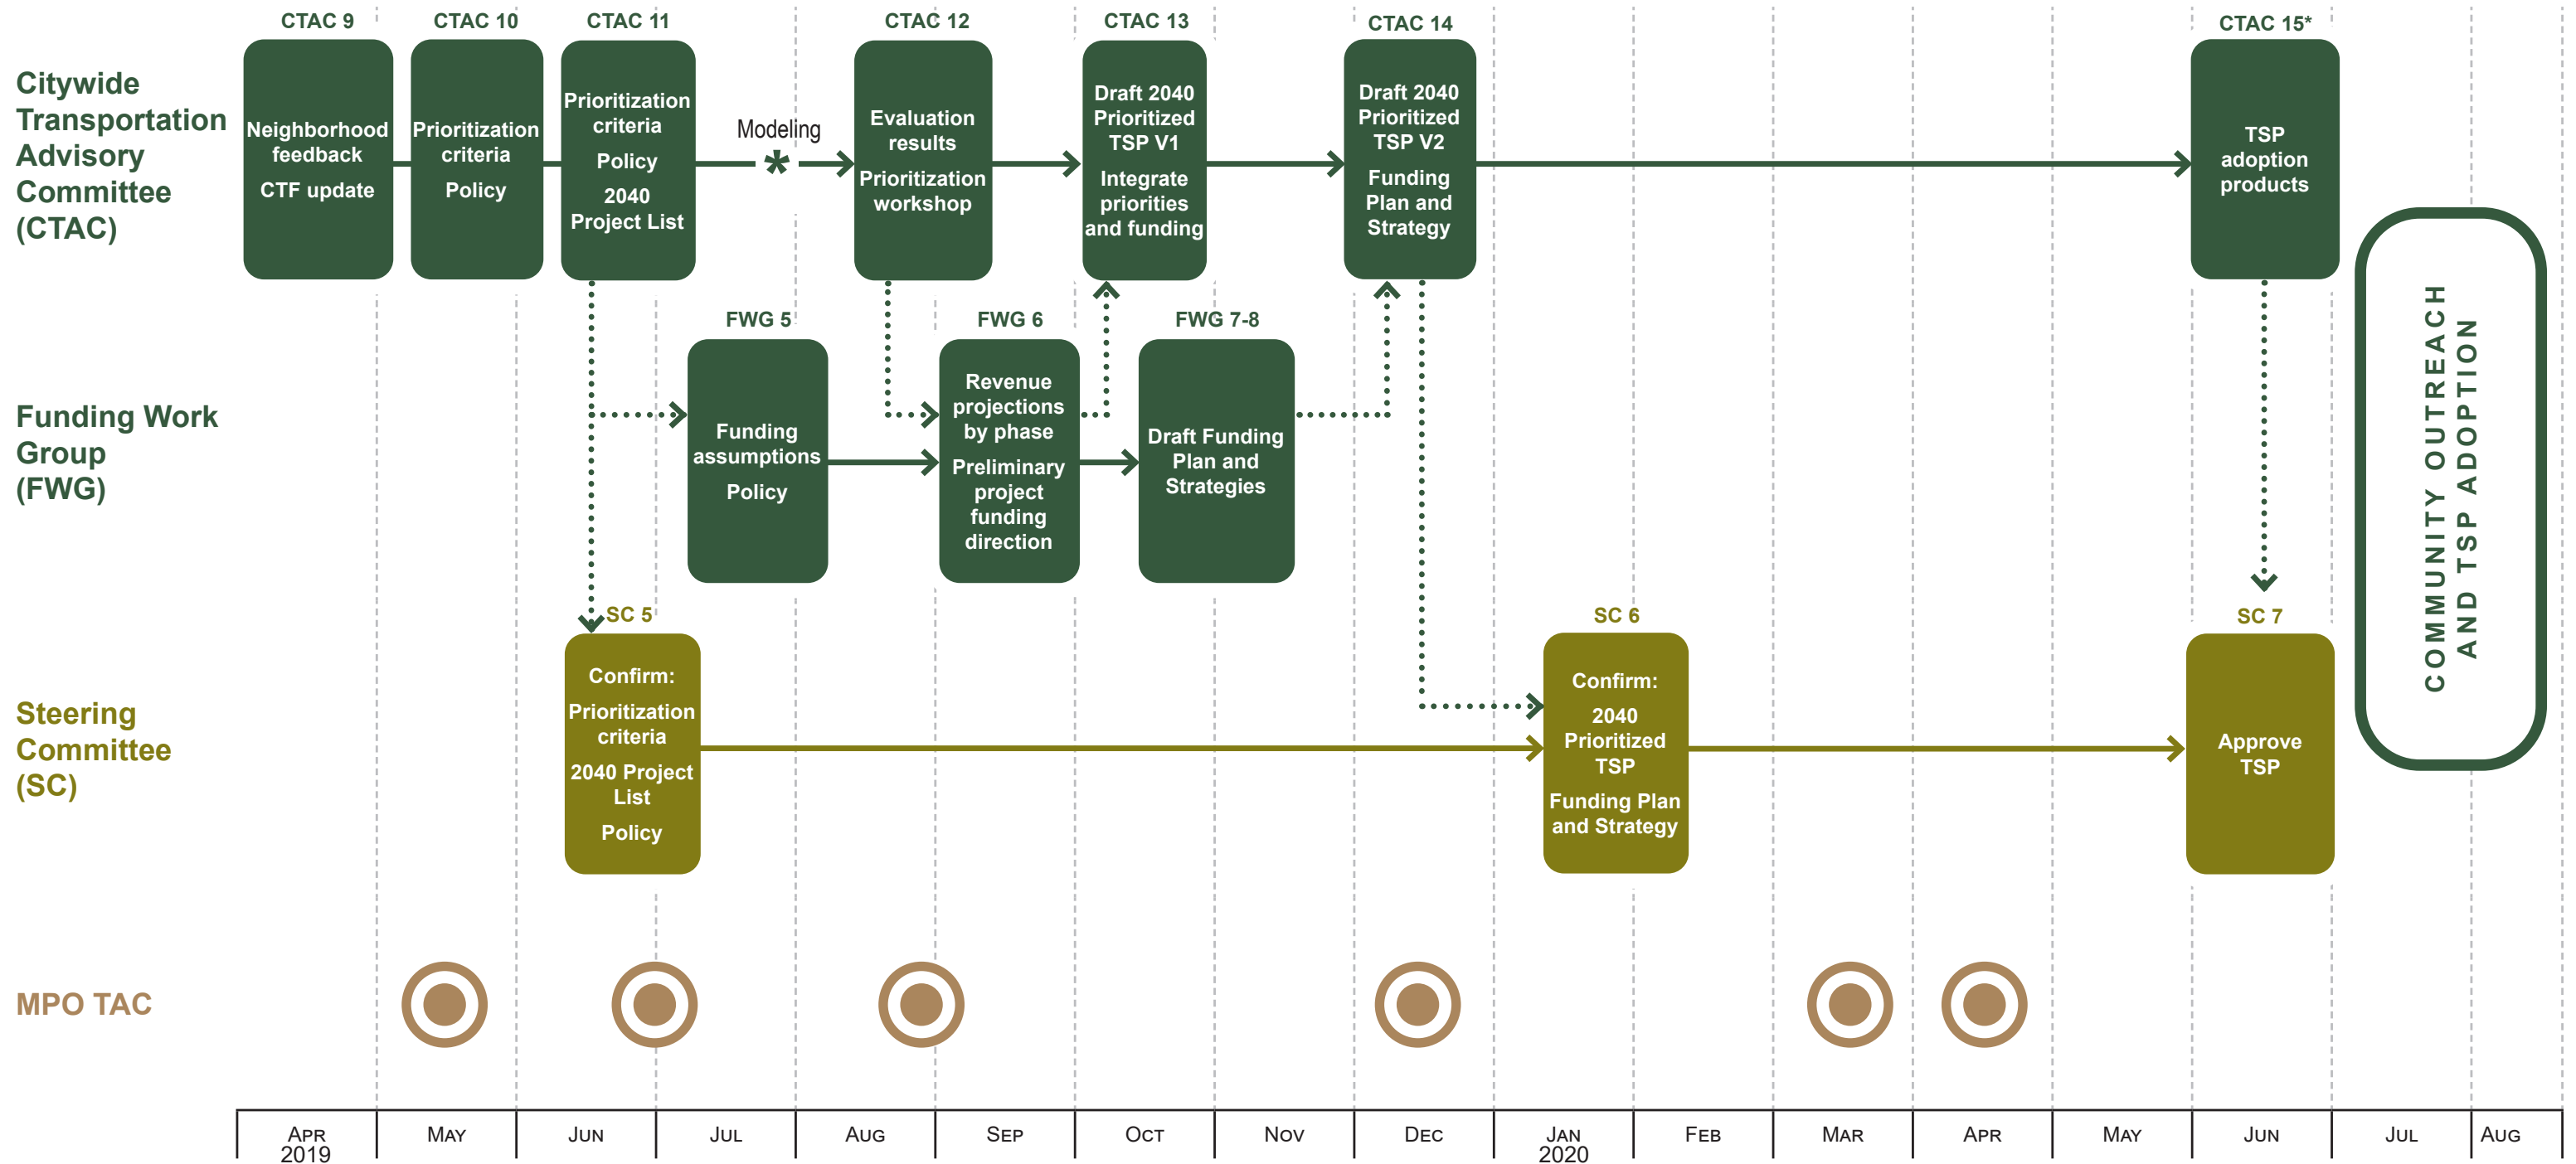 CTAC 9
CTAC 10
CTAC 11
CTAC 12
CTAC 13
CTAC 14
CTAC 15*
Citywide
Transportation
Advisory
Committee
(CTAC)
Neighborhood
feedback
CTF update
Prioritization
criteria
Policy
Prioritization
criteria
Policy
2040
Project List
Modeling
*
Evaluation
results
Prioritization
workshop
Draft 2040
Prioritized
TSP V1
Integrate
priorities
and funding
Draft 2040
Prioritized
TSP V2
Funding
Plan and
Strategy
TSP
adoption
products
FWG 5
FWG 6
FWG 7-8
Funding Work
Group
(FWG)
Funding
assumptions
Policy
Revenue
projections
by phase
Preliminary
project
funding
direction
Draft Funding
Plan and
Strategies
COMMUNITY OUTREACH
AND TSP ADOPTION
SC 5
SC 6
SC 7
Steering
Committee
(SC)
Confirm:
Prioritization
criteria
2040 Project
List
Policy
Confirm:
2040
Prioritized
TSP
Funding Plan
and Strategy
Approve
TSP
MPO TAC
APR
2019
MAY
JUN
JUL
AUG
SEP
OCT
NOV
DEC
JAN
2020
FEB
MAR
APR
MAY
JUN
JUL
AUG